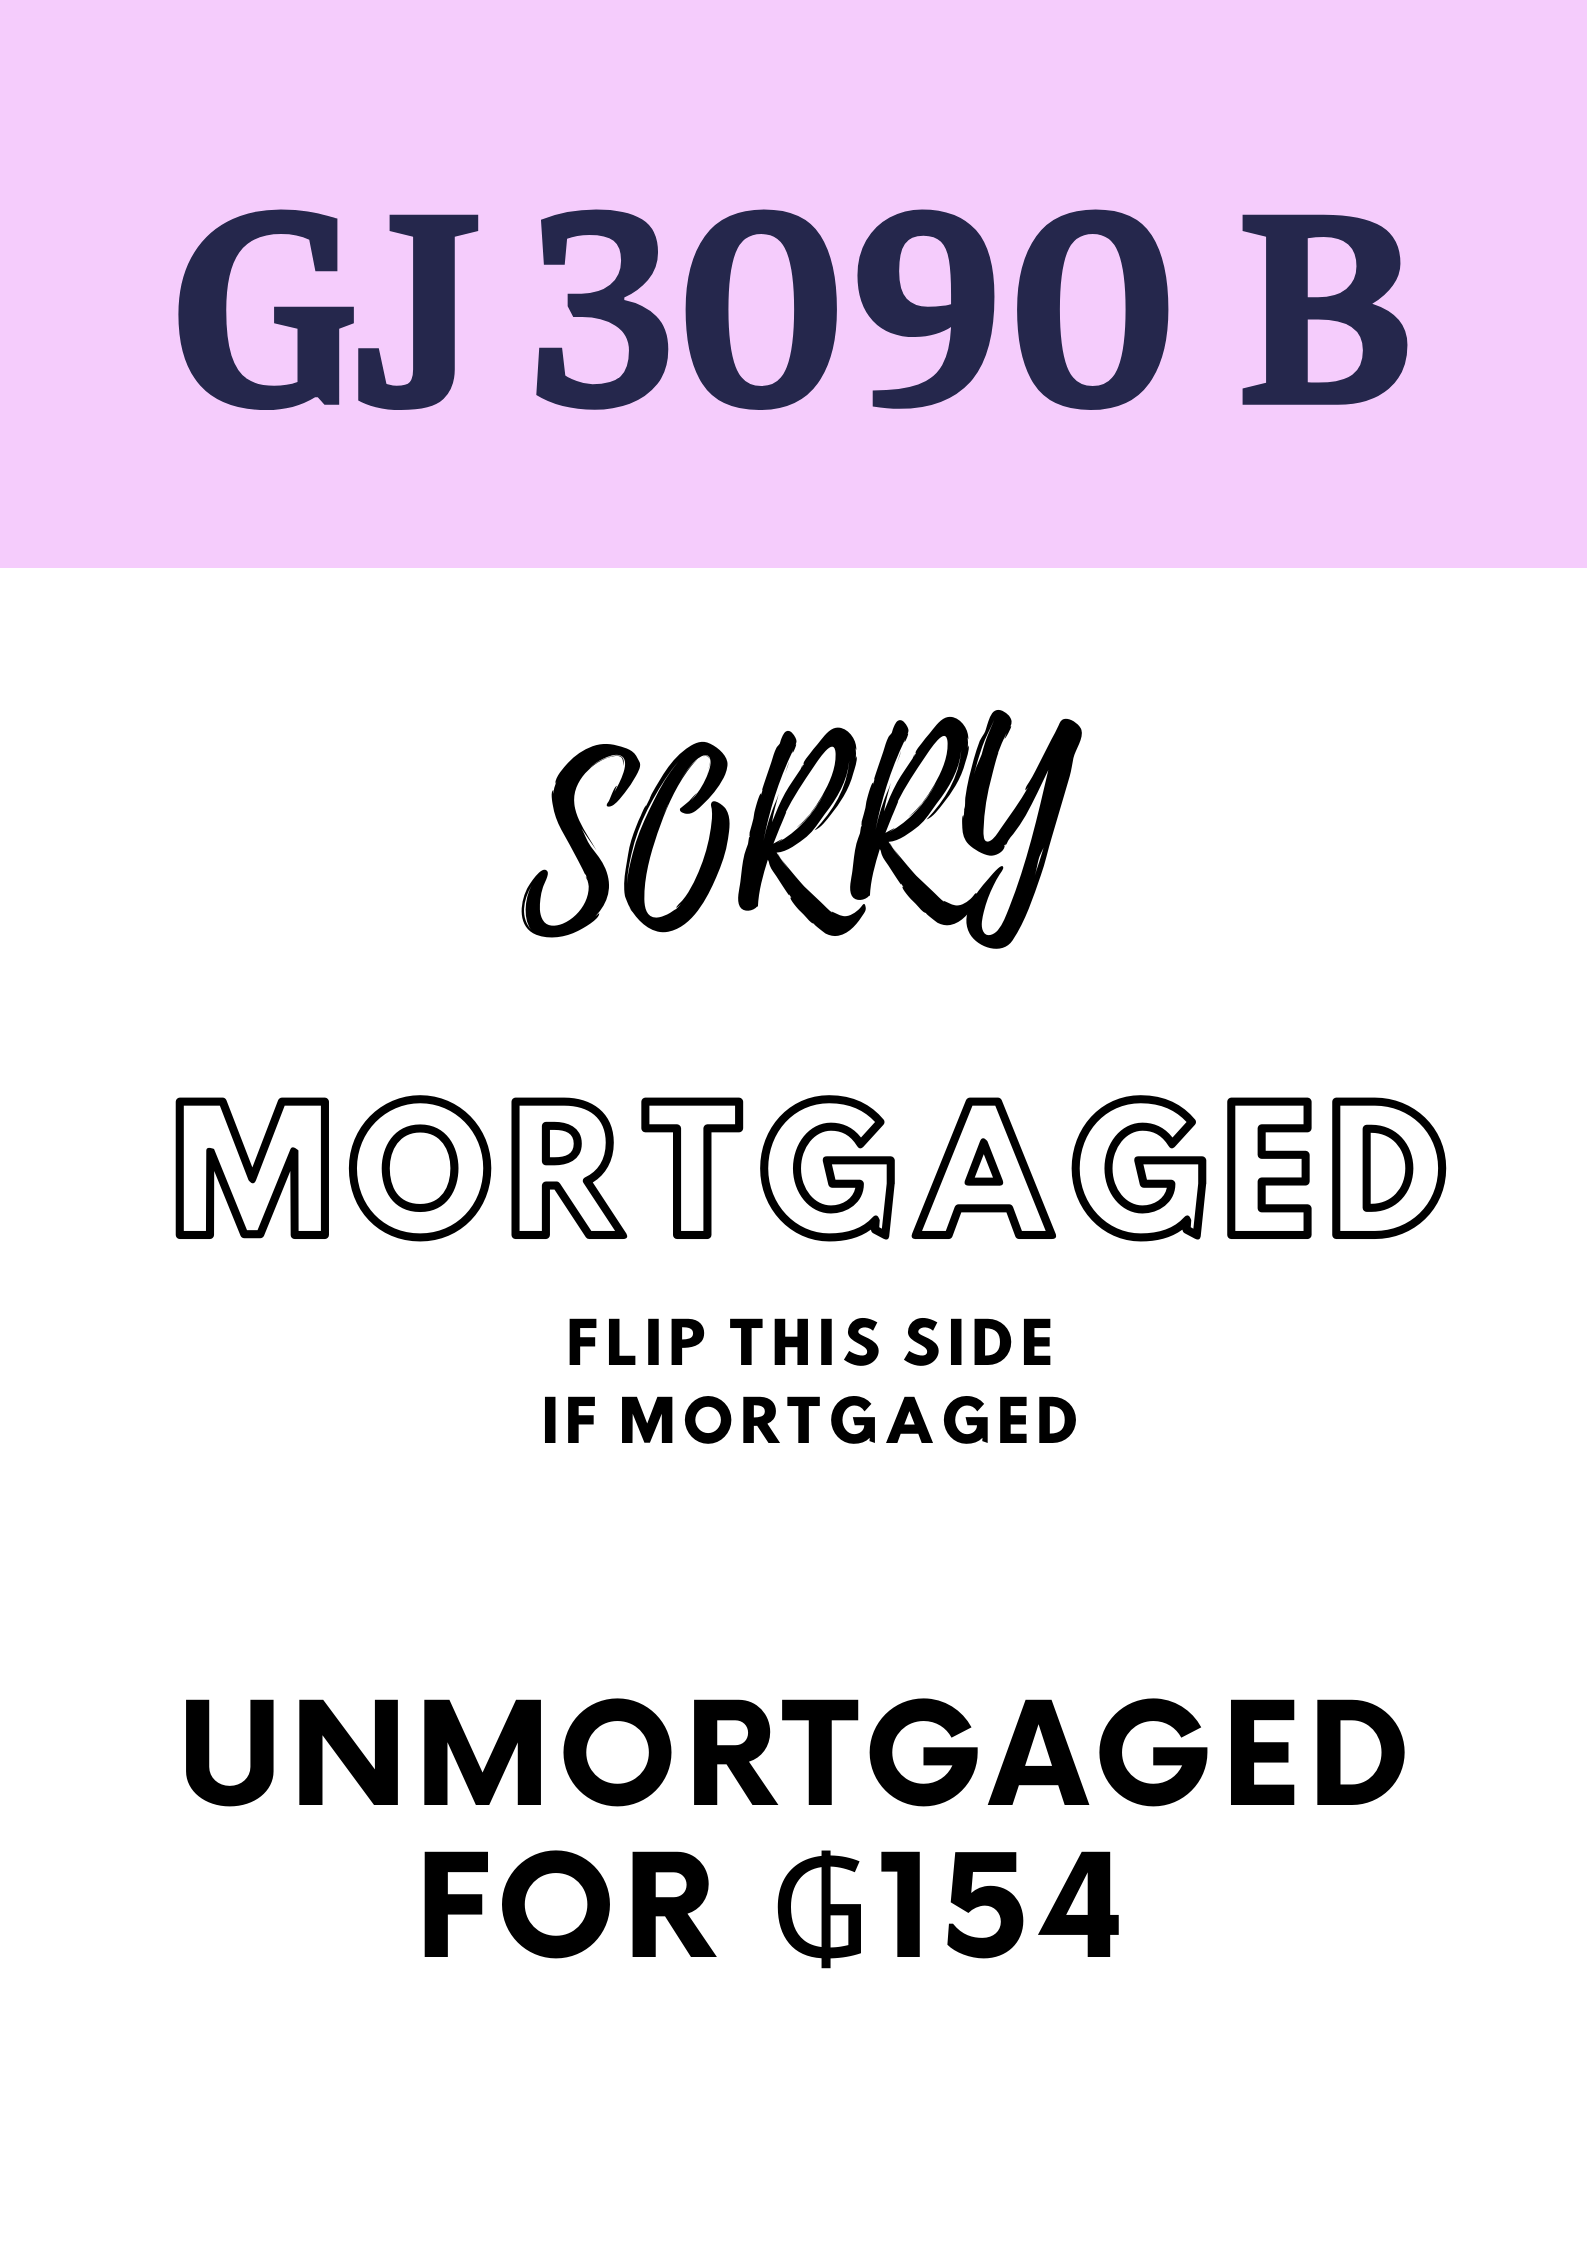 GJ 3090 B
SORRY
MORTGAGED
FLIP THIS SIDE
IF MORTGAGED
UNMORTGAGED
FOR ₲154